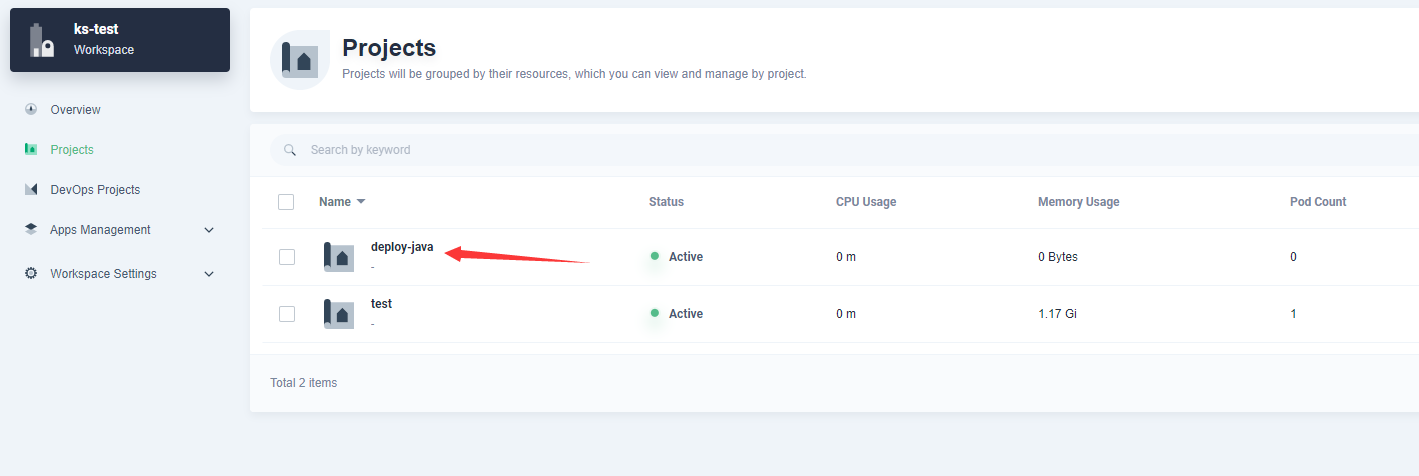 ks-test
Workspace
Overview
Projects
DevOps Projects
Apps Management
Workspace Settings
Projects
Projects will be grouped by their resources, which you can view and manage by project.
Search by keyword
Name Status CPU Usage Memory Usage Pod Count
deploy-java
-
Active 0 m 0 Bytes 0
test
-
Active 0 m 1.17 Gi 1
Total 2 items